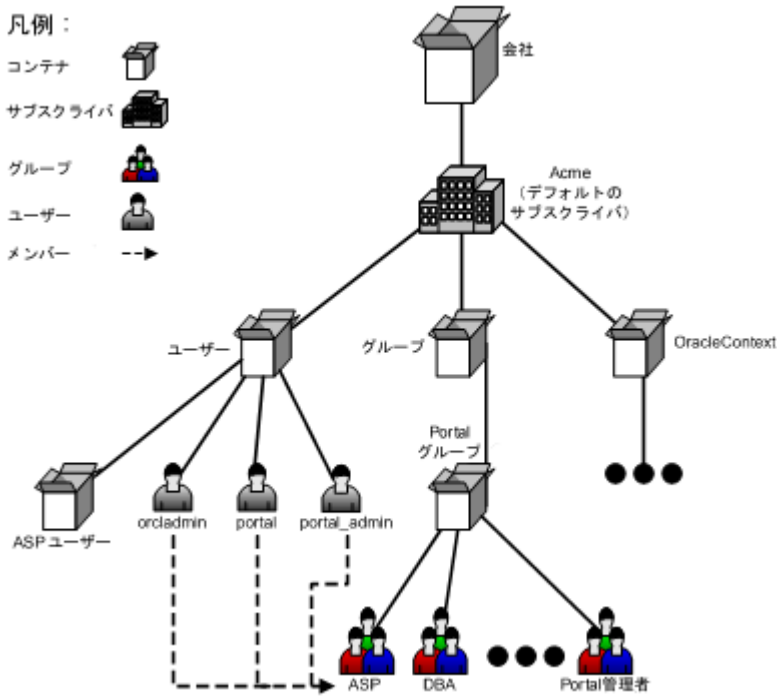 凡例：
コンテナ
サブスクライバ
グループ
ユーザー
メンバー
会社
Acme
（デフォルトの
サブスクライバ）
ユーザー
グループ
OracleContext
Portal
グループ
ASP ユーザー
orcladmin
portal
portal_admin
ASP
DBA
Portal管理者